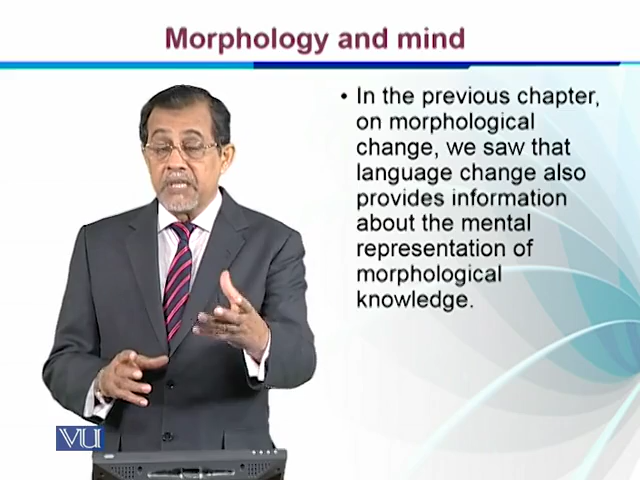 Morphology and mind
• In the previous chapter,
on morphological
change, we saw that
language change also
provides information
about the mental
representation of
morphological
knowledge.
VU